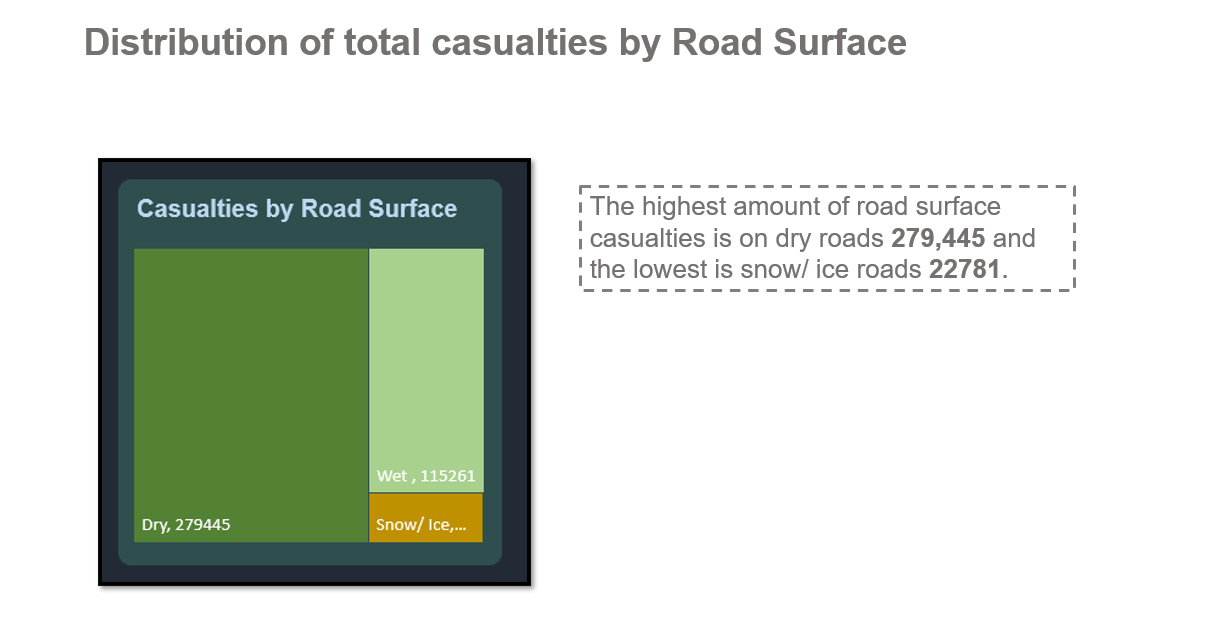 Distribution of total casualties by Road Surface
Casualties by Road Surface
Wet , 115261
Dry, 279445
Snow/ Ice,...
The highest amount of road surface
casualties is on dry roads 279,445 and
the lowest is snow/ ice roads 22781.